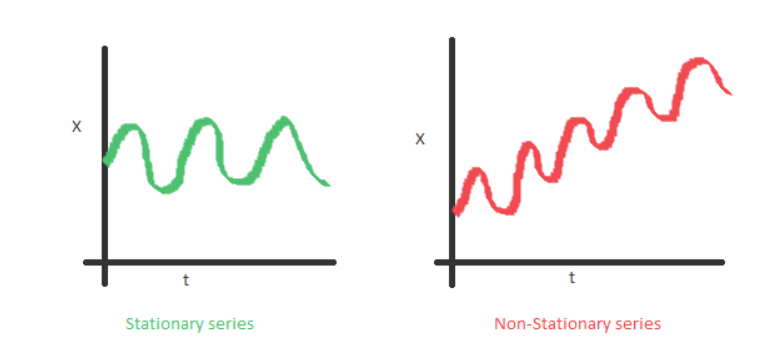 X
t
Stationary series
X
t
Non-Stationary series